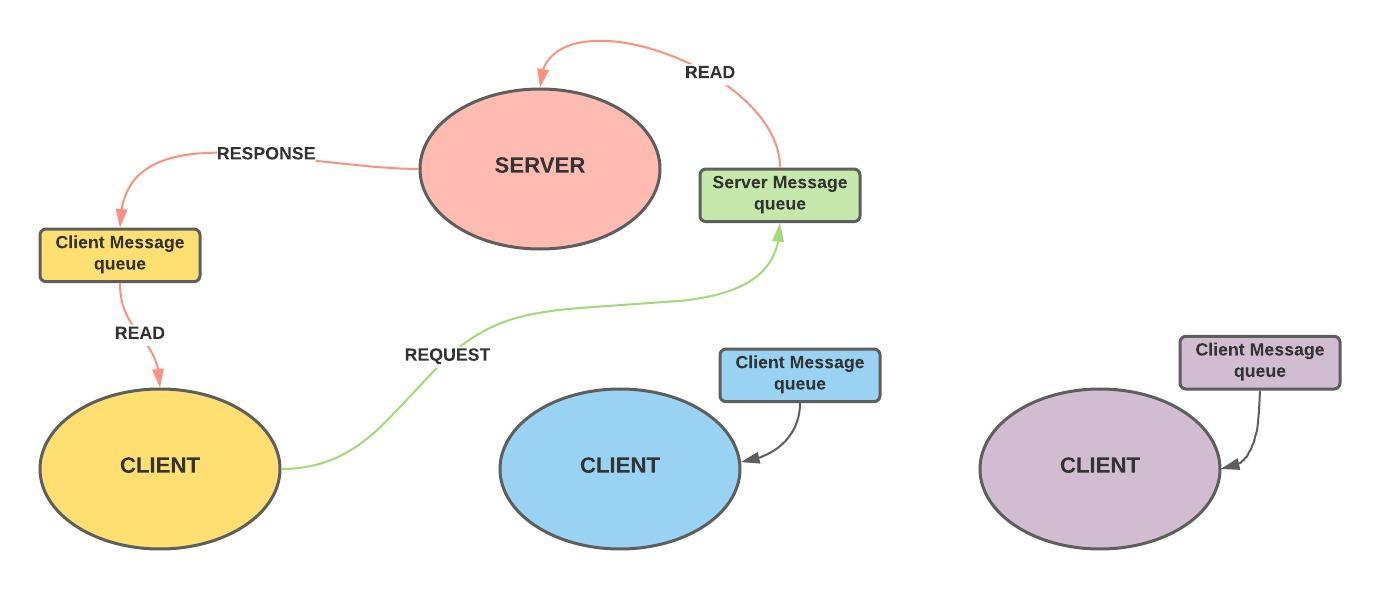 READ
RESPONSE
SERVER
Server Message
queue
Client Message
queue
READ
REQUEST
Client Message
queue
Client Message
queue
CLIENT
CLIENT
CLIENT